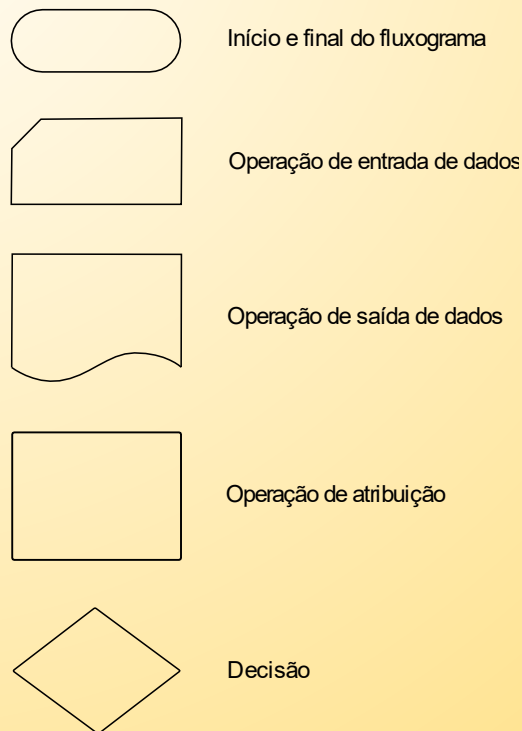 Início e final do fluxograma
Operação de entrada de dados
Operação de saída de dados
Operação de atribuição
Decisão